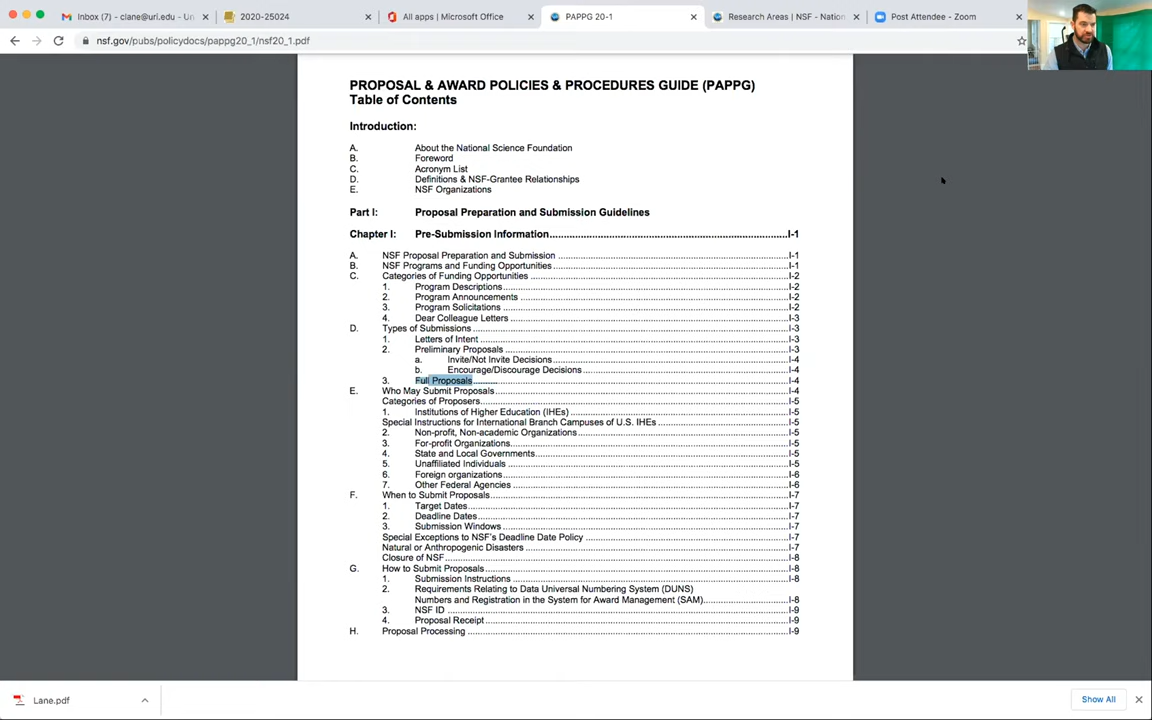 Inbox (7) - clane@uri.edu - Un
2020-25024
All apps | Microsoft Office
PAPPG 20-1
Research Areas | NSF - Nation
Post Attendee - Zoom
nsf.gov/pubs/policydocs/pappg20_1/nsf20_1.pdf
PROPOSAL & AWARD POLICIES & PROCEDURES GUIDE (PAPPG)
Table of Contents
Introduction:
A. About the National Science Foundation
B. Foreword
C. Acronym List
D. Definitions & NSF-Grantee Relationships
E. NSF Organizations
Part I: Proposal Preparation and Submission Guidelines
Chapter I: Pre-Submission Information I-1
A. NSF Proposal Preparation and Submission I-1
B. NSF Programs and Funding Opportunities I-1
C. Categories of Funding Opportunities I-2
1. Program Descriptions I-2
2. Program Announcements I-2
3. Program Solicitations I-2
4. Dear Colleague Letters I-3
D. Types of Submissions I-3
1. Letters of Intent I-3
2. Preliminary Proposals I-3
a. Invite/Not Invite Decisions I-4
b. Encourage/Discourage Decisions I-4
3. Full Proposals I-4
E. Who May Submit Proposals I-4
Categories of Proposers I-5
1. Institutions of Higher Education (IHEs) I-5
Special Instructions for International Branch Campuses of U.S. IHEs I-5
2. Non-profit, Non-academic Organizations I-5
3. For-profit Organizations I-5
4. State and Local Governments I-5
5. Unaffiliated Individuals I-5
6. Foreign organizations I-6
7. Other Federal Agencies I-6
F. When to Submit Proposals I-7
1. Target Dates I-7
2. Deadline Dates I-7
3. Submission Windows I-7
Special Exceptions to NSF's Deadline Date Policy I-7
Natural or Anthropogenic Disasters I-7
Closure of NSF I-8
G. How to Submit Proposals I-8
1. Submission Instructions I-8
2. Requirements Relating to Data Universal Numbering System (DUNS)
Numbers and Registration in the System for Award Management (SAM) I-8
3. NSF ID I-9
4. Proposal Receipt I-9
H. Proposal Processing I-9
Lane.pdf
Show All